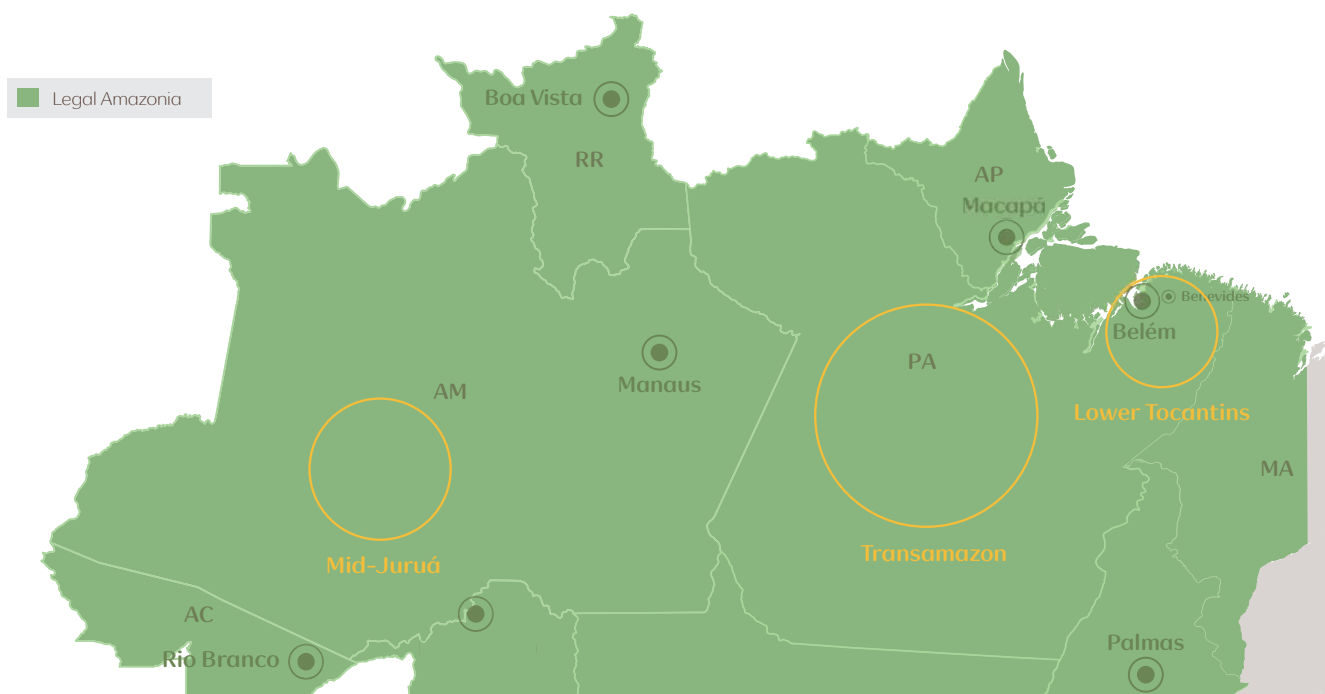 Legal Amazonia
Boa Vista
RR
AP
Macapá
Benevides
Belém
PA
Manaus
AM
Lower Tocantins
MA
Transamazon
Mid-Juruá
AC
Rio Branco
Palmas